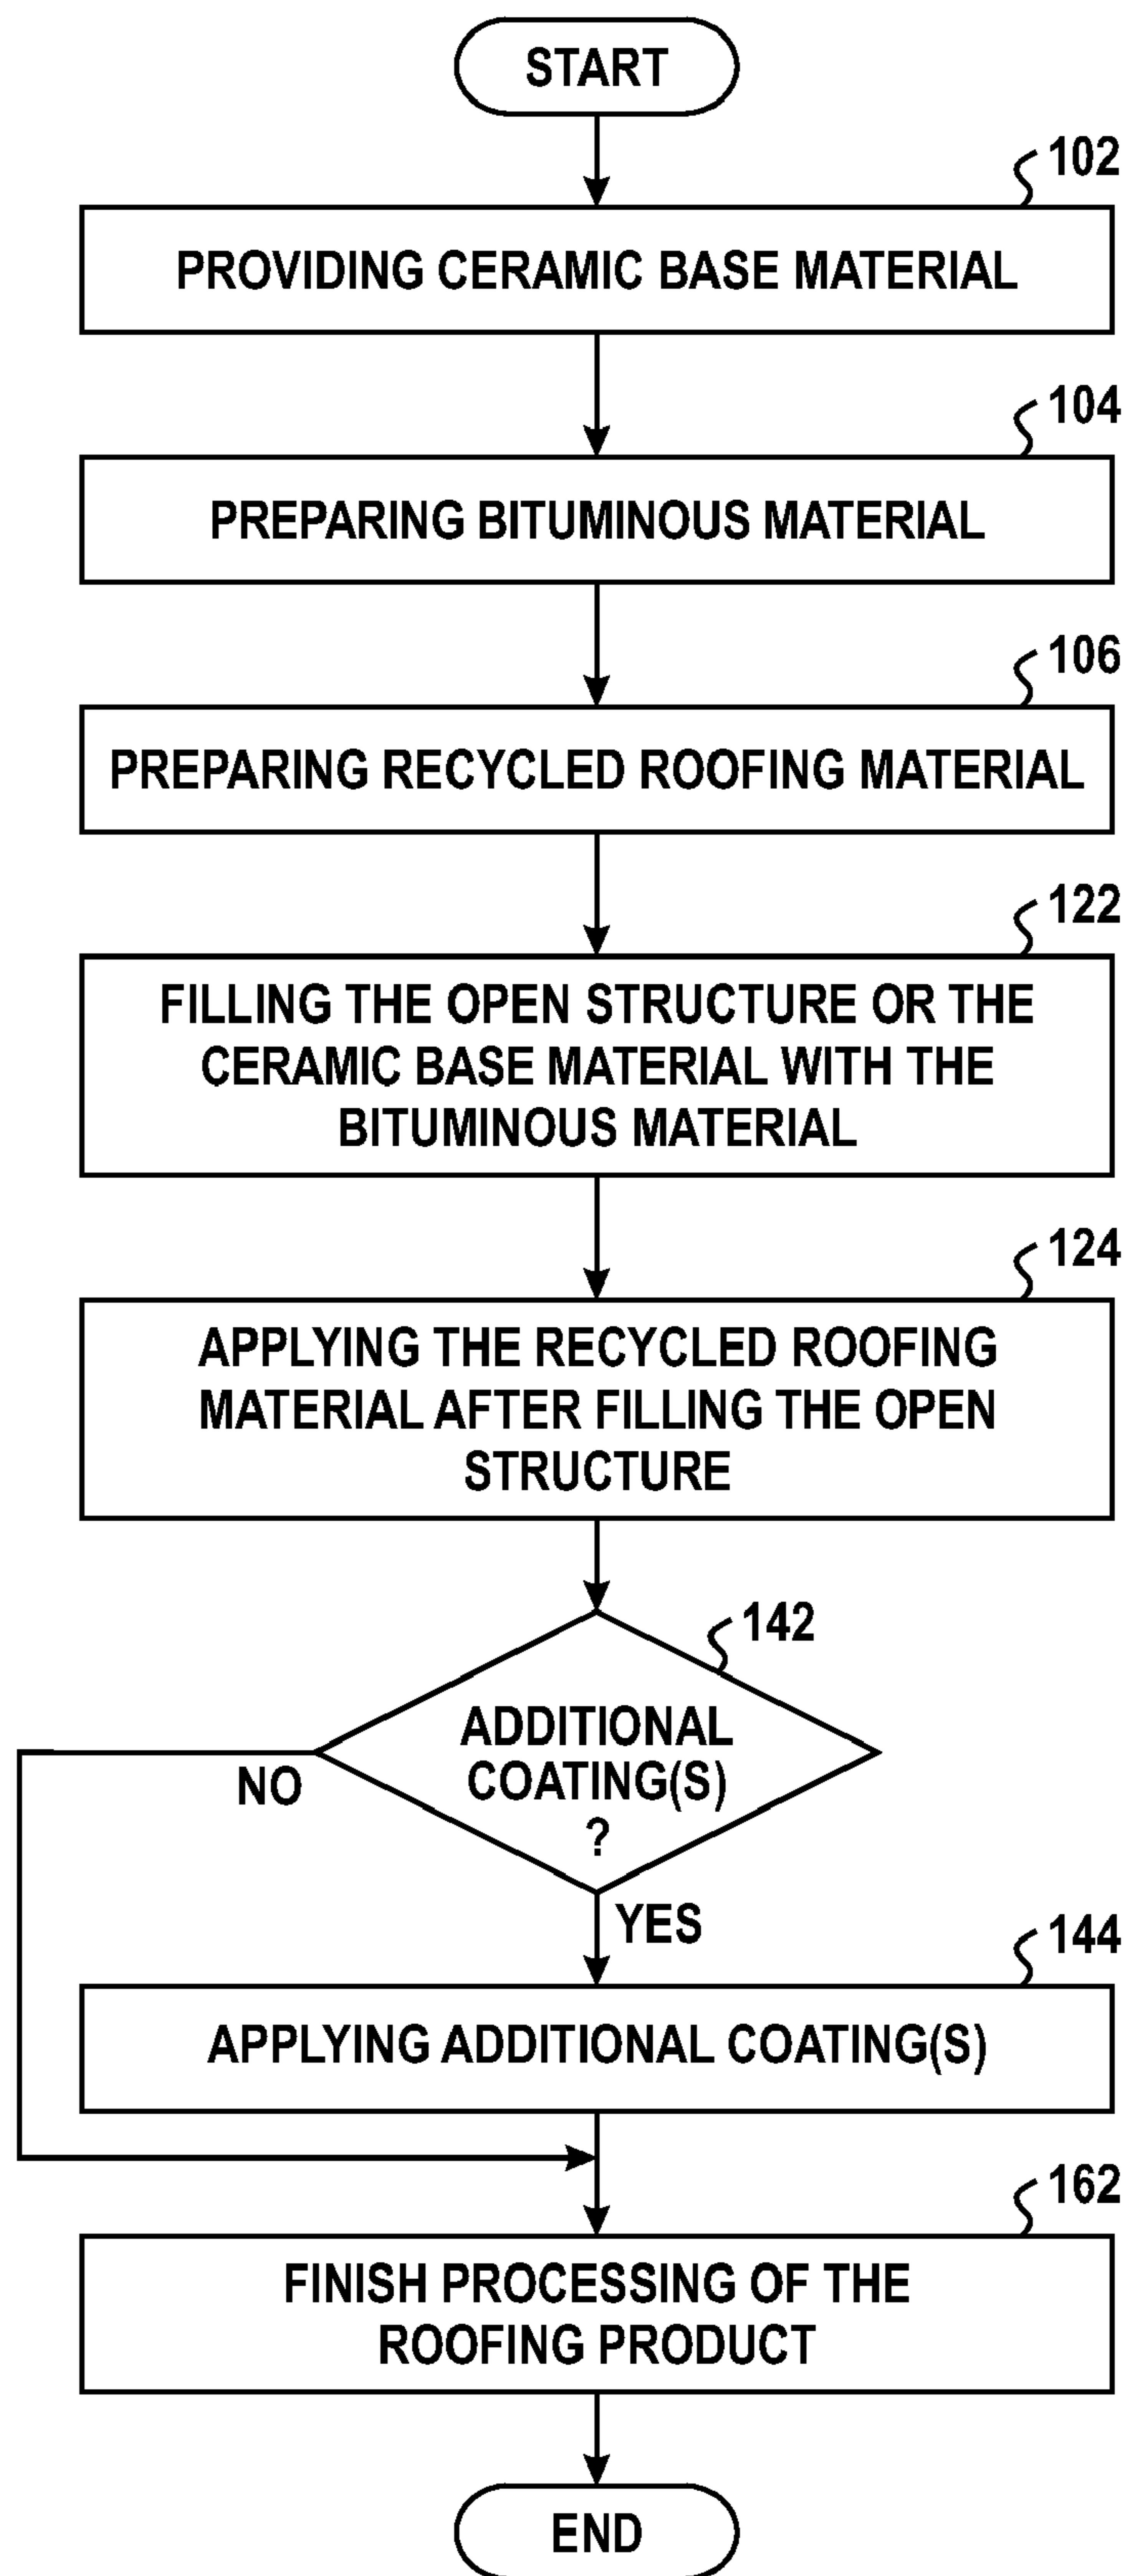 START
102
PROVIDING CERAMIC BASE MATERIAL
104
PREPARING BITUMINOUS MATERIAL
106
PREPARING RECYCLED ROOFING MATERIAL
122
FILLING THE OPEN STRUCTURE OR THE
CERAMIC BASE MATERIAL WITH THE
BITUMINOUS MATERIAL
124
APPLYING THE RECYCLED ROOFING
MATERIAL AFTER FILLING THE OPEN
STRUCTURE
142
ADDITIONAL
COATING(S)
?
NO
YES
144
APPLYING ADDITIONAL COATING(S)
162
FINISH PROCESSING OF THE
ROOFING PRODUCT
END